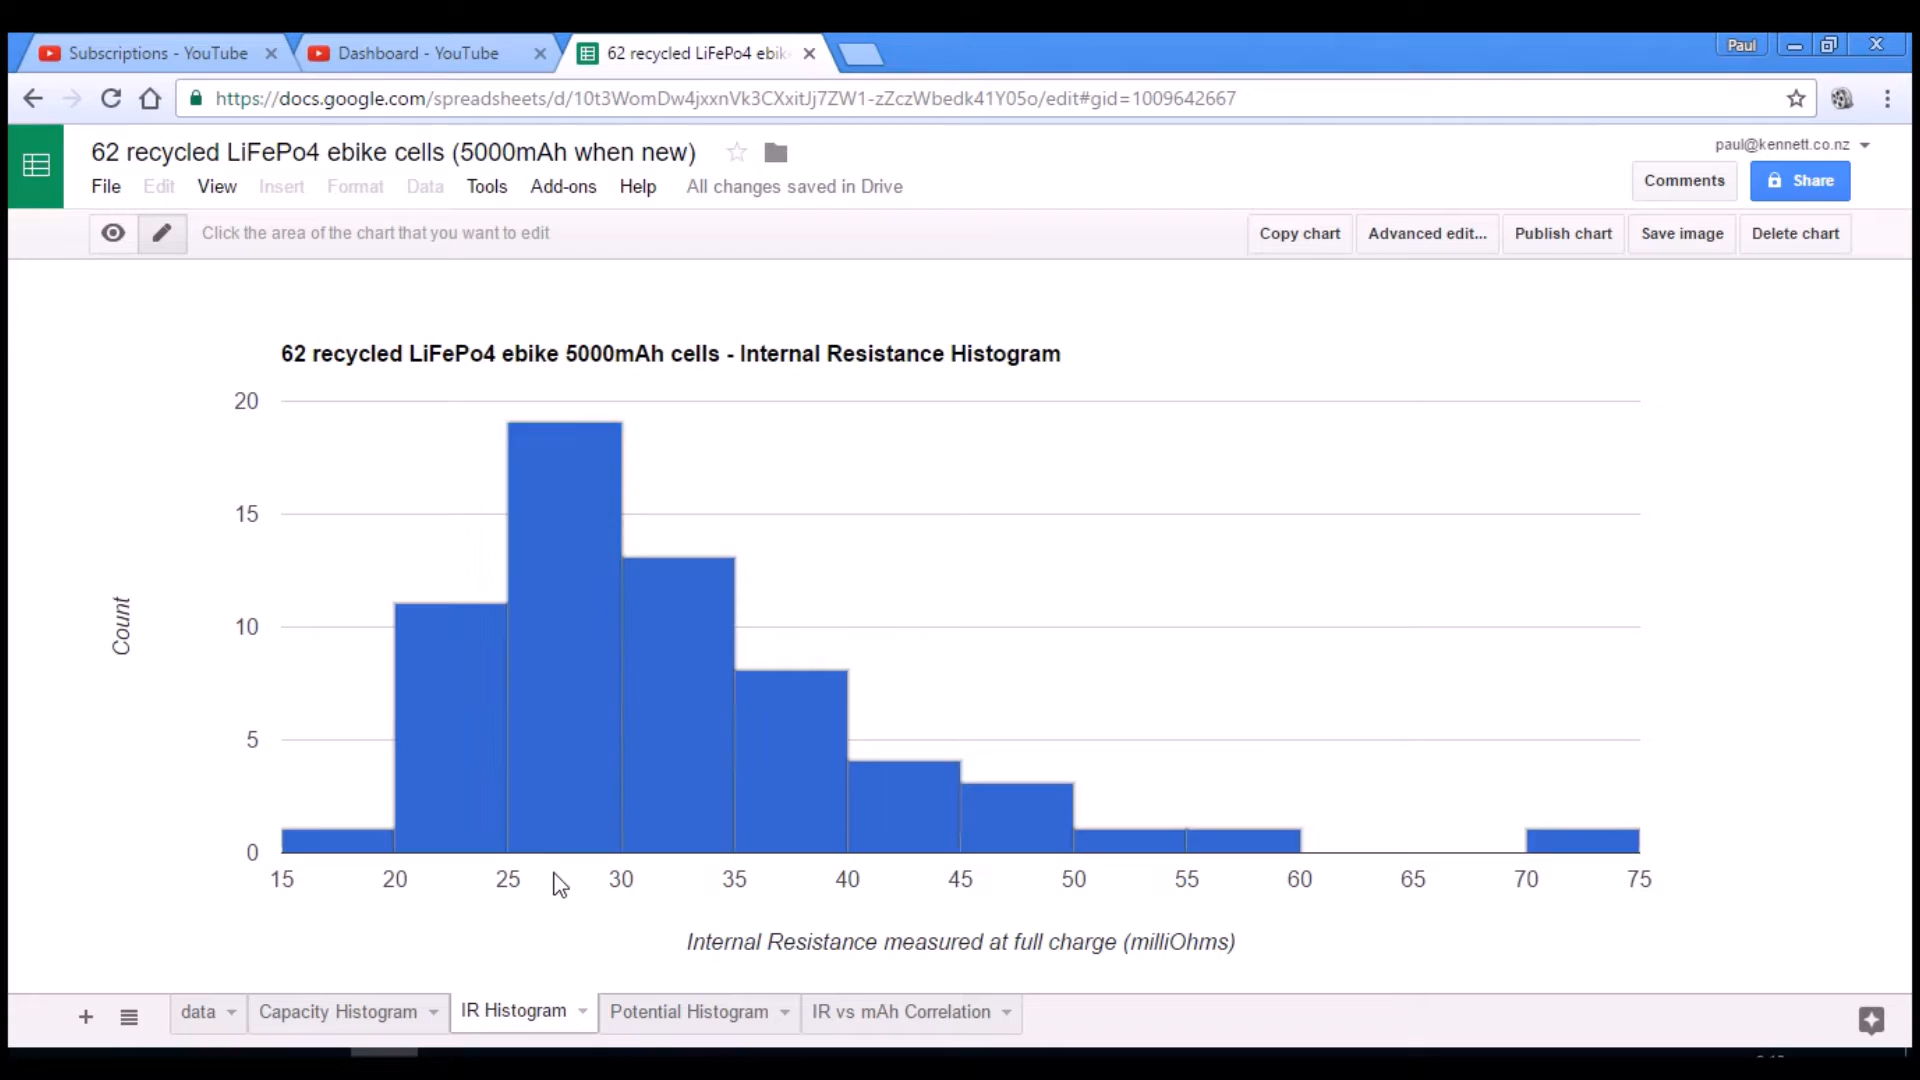 Subscriptions - YouTube
Dashboard - YouTube
62 recycled LiFePo4 ebik
Paul
https://docs.google.com/spreadsheets/d/10t3WomDw4jxxnVk3CXxitJj7ZW1-zZczWbedk41Y05o/edit#gid=1009642667
62 recycled LiFePo4 ebike cells (5000mAh when new)
paul@kennett.co.nz
File Edit View Insert Format Data Tools Add-ons Help All changes saved in Drive
Comments
Share
Click the area of the chart that you want to edit
Copy chart
Advanced edit...
Publish chart
Save image
Delete chart
62 recycled LiFePo4 ebike 5000mAh cells - Internal Resistance Histogram
20
15
10
5
0
Count
15 20 25 30 35 40 45 50 55 60 65 70 75
Internal Resistance measured at full charge (milliOhms)
data
Capacity Histogram
IR Histogram
Potential Histogram
IR vs mAh Correlation